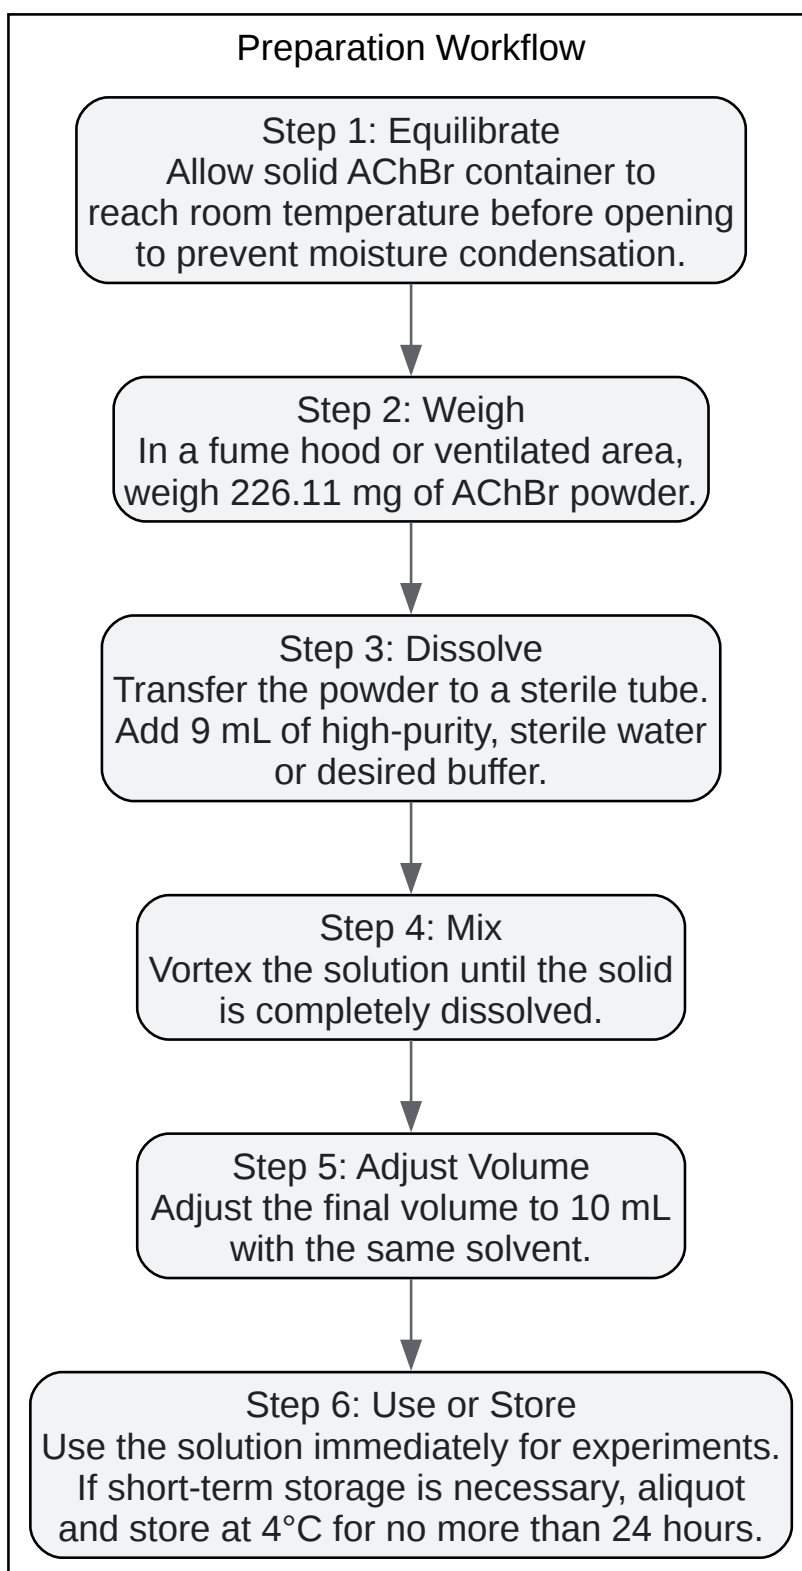 Preparation Workflow
Step 1: Equilibrate
Allow solid AChBr container to
reach room temperature before opening
to prevent moisture condensation.
Step 2: Weigh
In a fume hood or ventilated area,
weigh 226.11 mg of AChBr powder.
Step 3: Dissolve
Transfer the powder to a sterile tube.
Add 9 mL of high-purity, sterile water
or desired buffer.
Step 4: Mix
Vortex the solution until the solid
is completely dissolved.
Step 5: Adjust Volume
Adjust the final volume to 10 mL
with the same solvent.
Step 6: Use or Store
Use the solution immediately for experiments.
If short-term storage is necessary, aliquot
and store at 4°C for no more than 24 hours.